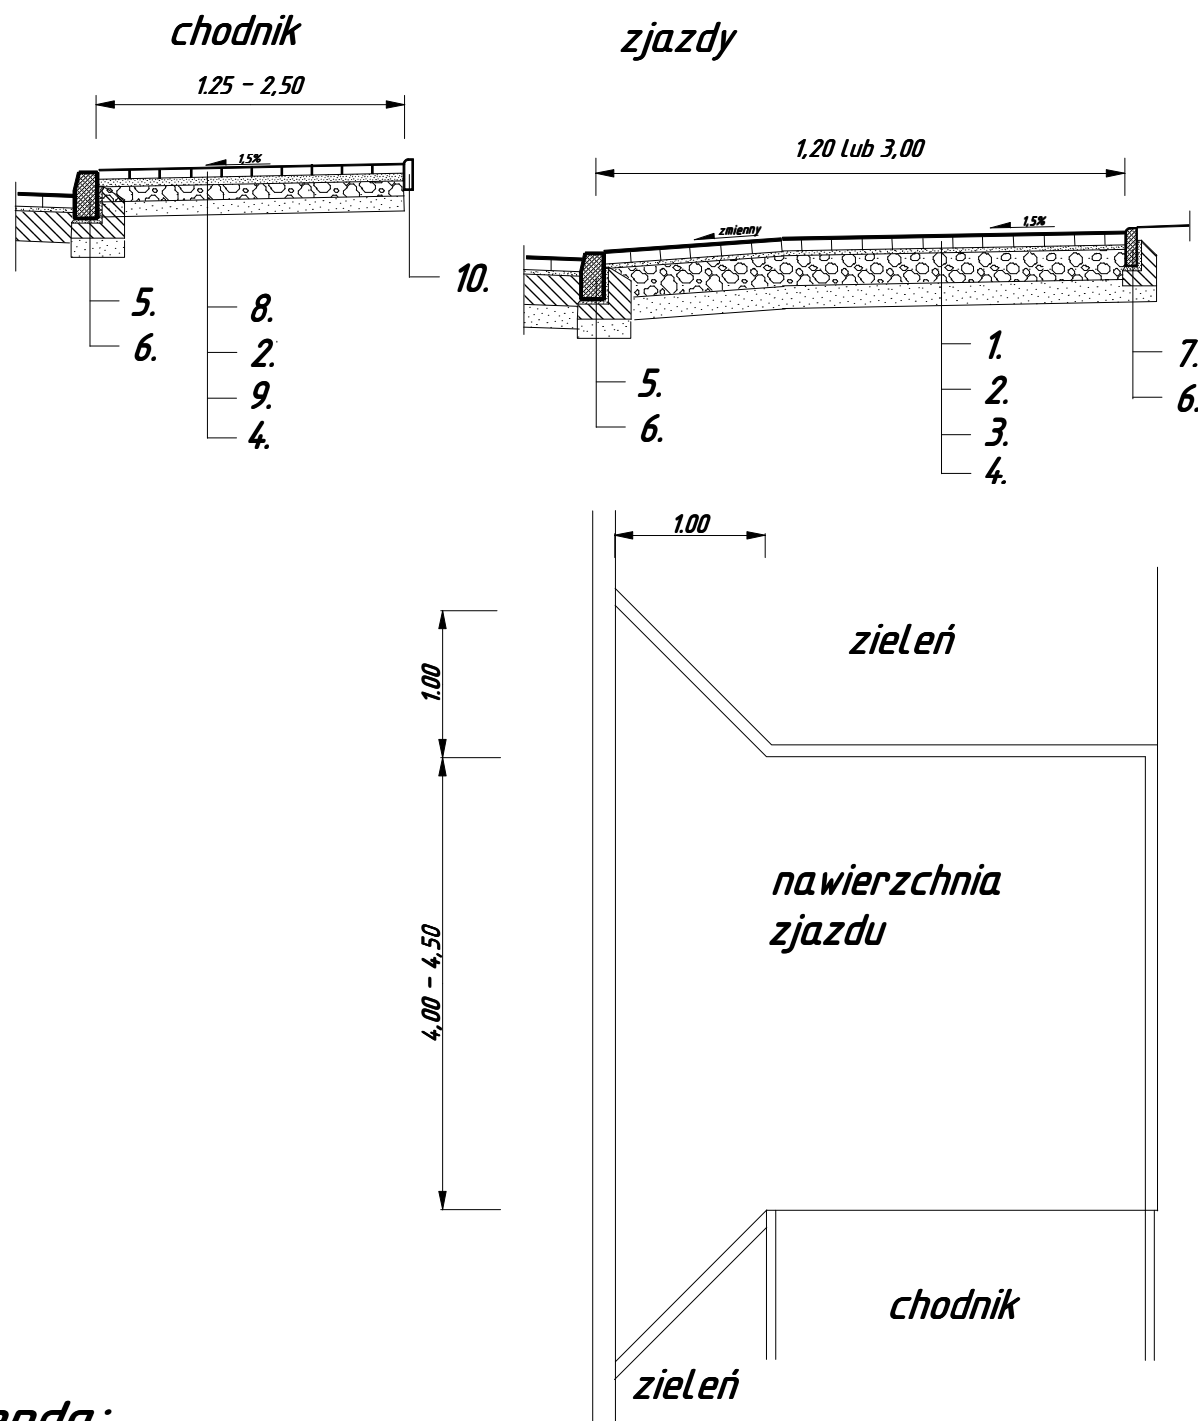 chodnik
1.25 - 2,50
1,5%
5.
6.
8.
2.
9.
4.
10.
zjazdy
1,20 lub 3,00
zmienny
1,5%
5.
6.
1.
2.
3.
4.
7.
6.
1.00
zieleń
1.00
nawierzchnia
zjazdu
4,00 - 4,50
chodnik
zieleń